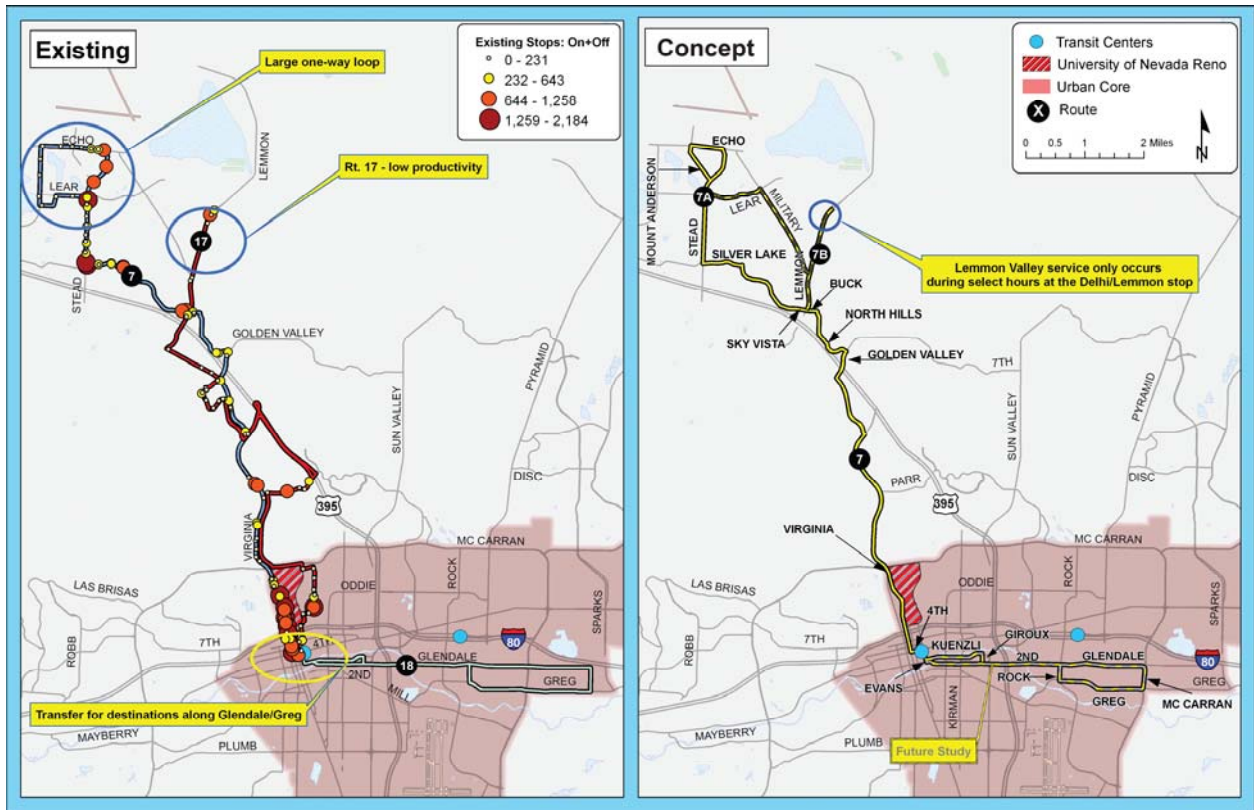 Existing
Existing Stops: On+Off
0 - 231
232 - 643
644 - 1,258
1,259 - 2,184
Large one-way loop
ECHO
LEAR
LEMMON
Rt. 17 - low productivity
17
7
STEAD
GOLDEN VALLEY
PYRAMID
SUN VALLEY
DISC
395
VIRGINIA
MC CARRAN
ODDIE
ROCK
SPARKS
LAS BRISAS
ROBB
7TH
4TH
80
18
GLENDALE
2ND
GREG
MILL
Transfer for destinations along Glendale/Greg
MAYBERRY
PLUMB
Concept
Transit Centers
University of Nevada Reno
Urban Core
X Route
0 0.5 1 2 Miles
N
ECHO
MOUNT ANDERSON
7A
LEAR
MILITARY
STEAD
SILVER LAKE
LEMMON
7B
Lemmon Valley service only occurs
during select hours at the Delhi/Lemmon stop
BUCK
NORTH HILLS
SKY VISTA
GOLDEN VALLEY
7TH
SUN VALLEY
PYRAMID
7
PARR
DISC
395
VIRGINIA
MC CARRAN
ODDIE
ROCK
SPARKS
LAS BRISAS
ROBB
7TH
4TH
KUENZLI
GIROUX
80
2ND
GLENDALE
EVANS
ROCK
GREG
GREG
MC CARRAN
KIRMAN
MAYBERRY
PLUMB
Future Study